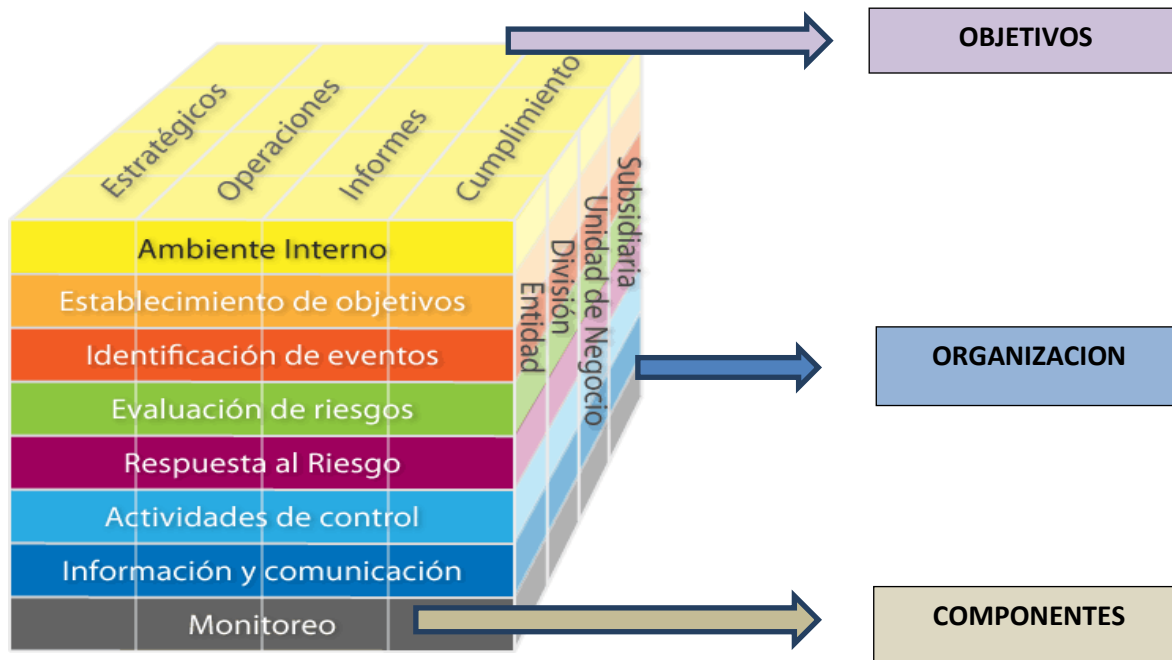 OBJETIVOS
Estratégicos
Operaciones
Informes
Cumplimiento
Ambiente Interno
Establecimiento de objetivos
Identificación de eventos
Evaluación de riesgos
Respuesta al Riesgo
Actividades de control
Información y comunicación
Monitoreo
Entidad
División
Unidad de Negocio
Subsidiaria
ORGANIZACION
COMPONENTES